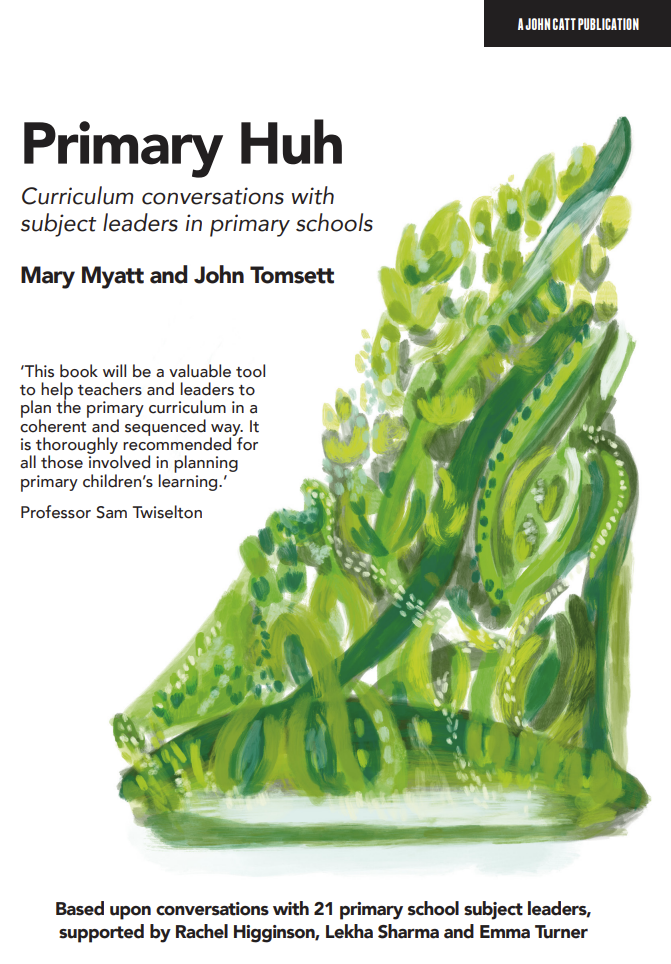 A JOHN CATT PUBLICATION
Primary Huh
Curriculum conversations with
subject leaders in primary schools
Mary Myatt and John Tomsett
‘This book will be a valuable tool
to help teachers and leaders to
plan the primary curriculum in a
coherent and sequenced way. It
is thoroughly recommended for
all those involved in planning
primary children’s learning.’
Professor Sam Twiselton
Based upon conversations with 21 primary school subject leaders,
supported by Rachel Higginson, Lekha Sharma and Emma Turner